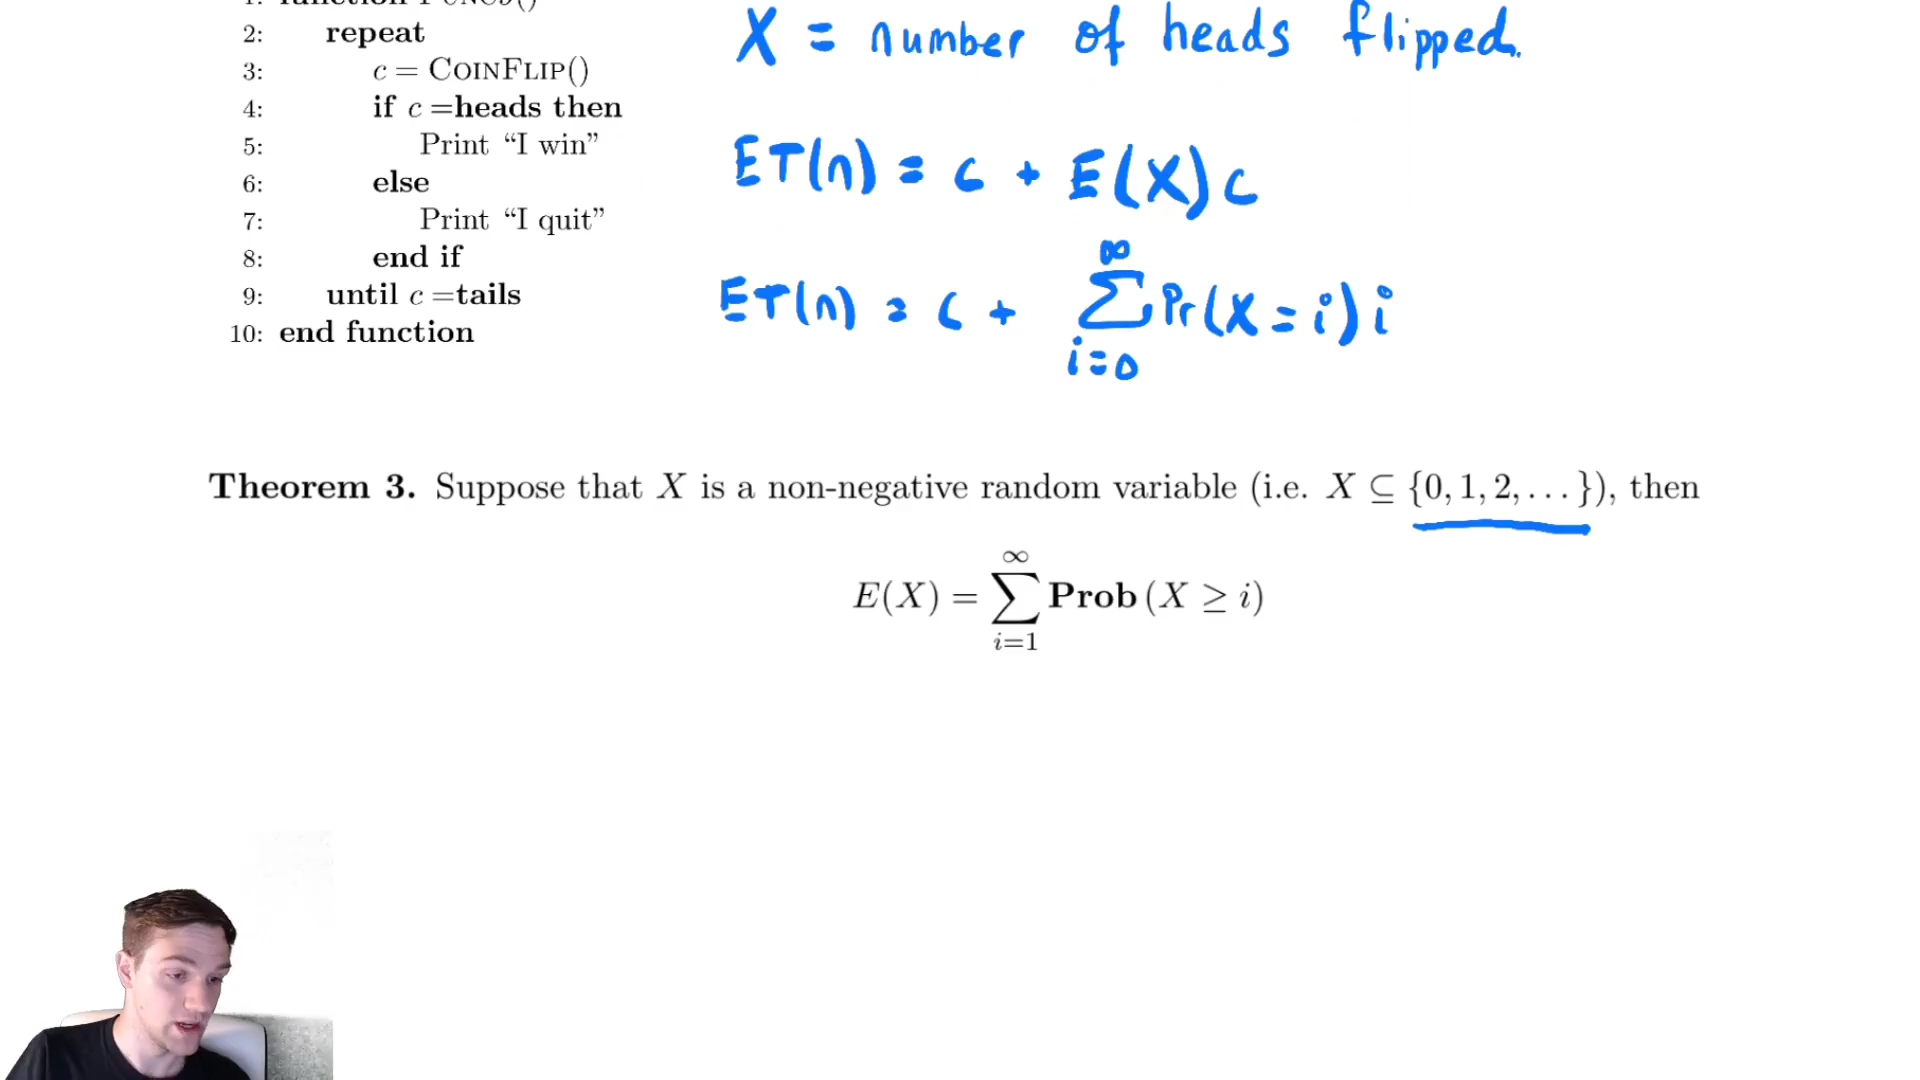 2: repeat
3: c = COINFLIP()
4: if c =heads then
5: Print “I win”
6: else
7: Print “I quit”
8: end if
9: until c =tails
10: end function
X = number of heads flipped.
ET(n) = c + E(X)c
ET(n) = c + ∞ ∑ i=0 Pr(X=i) i
Theorem 3. Suppose that X is a non-negative random variable (i.e. X ⊆ {0, 1, 2, . . . }), then
E(X) = ∞ ∑ i=1 Prob (X ≥ i)